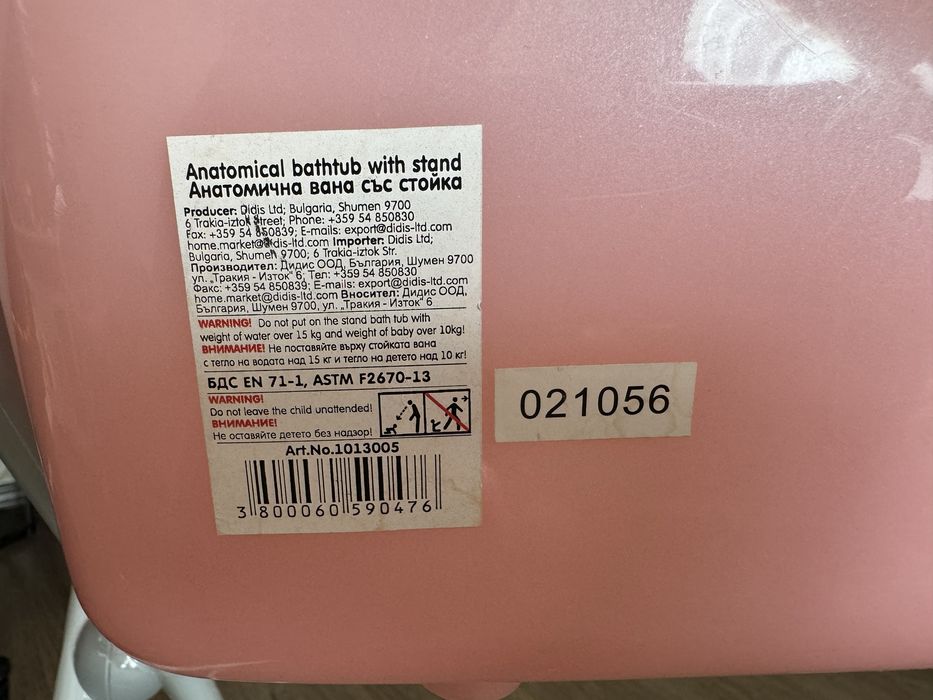 Anatomical bathtub with stand
Анатомична вана със стойка
Producer: Didis Ltd; Bulgaria, Shumen 9700
6 Trakia-iztok Street; Phone: +359 54 850830
Fax: +359 54 850839; E-mails: export@didis-ltd.com
home.market@didis-ltd.com Importer: Didis Ltd;
Bulgaria, Shumen 9700; 6 Trakia-iztok Str.
Производител: Дидис ООД, България, Шумен 9700
ул. „Тракия - Изток" 6; Тел: +359 54 850830
Факс: +359 54 850839; E-mails: export@didis-ltd.com
home.market@didis-ltd.com Вносител: Дидис ООД,
България, Шумен 9700, ул. „Тракия - Изток" 6
WARNING! Do not put on the stand bath tub with
weight of water over 15 kg and weight of baby over 10kg!
ВНИМАНИЕ! Не поставяйте върху стойката вана
с тегло на водата над 15 кг и тегло на детето над 10 кг!
БДС EN 71-1, ASTM F2670-13
WARNING!
Do not leave the child unattended!
ВНИМАНИЕ!
Не оставяйте детето без надзор!
Art.No.1013005
3 800060 590476
021056